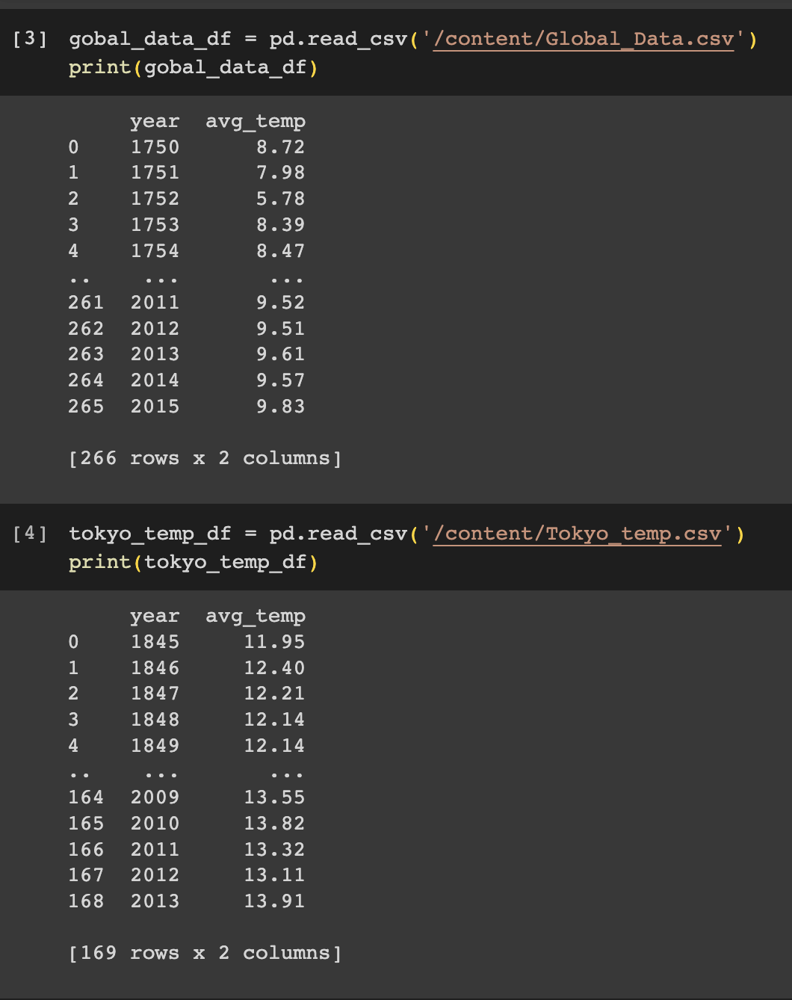 [3] gobal_data_df = pd.read_csv('/content/Global_Data.csv')
print(gobal_data_df)
year avg_temp
0 1750 8.72
1 1751 7.98
2 1752 5.78
3 1753 8.39
4 1754 8.47
.. ... ...
261 2011 9.52
262 2012 9.51
263 2013 9.61
264 2014 9.57
265 2015 9.83
[266 rows x 2 columns]
[4] tokyo_temp_df = pd.read_csv('/content/Tokyo_temp.csv')
print(tokyo_temp_df)
year avg_temp
0 1845 11.95
1 1846 12.40
2 1847 12.21
3 1848 12.14
4 1849 12.14
.. ... ...
164 2009 13.55
165 2010 13.82
166 2011 13.32
167 2012 13.11
168 2013 13.91
[169 rows x 2 columns]